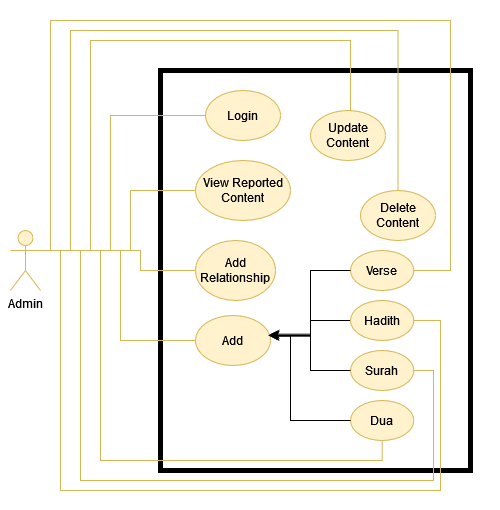 Login
Update
Content
View Reported
Content
Delete
Content
Add
Relationship
Verse
Admin
Hadith
Add
Surah
Dua